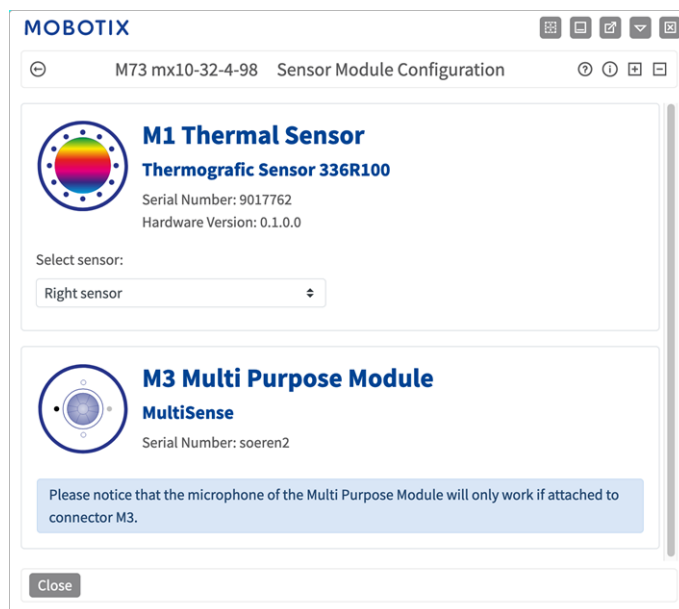 MOBOTIX
M73 mx10-32-4-98 Sensor Module Configuration
M1 Thermal Sensor
Thermografic Sensor 336R100
Serial Number: 9017762
Hardware Version: 0.1.0.0
Select sensor:
Right sensor
M3 Multi Purpose Module
MultiSense
Serial Number: soeren2
Please notice that the microphone of the Multi Purpose Module will only work if attached to
connector M3.
Close